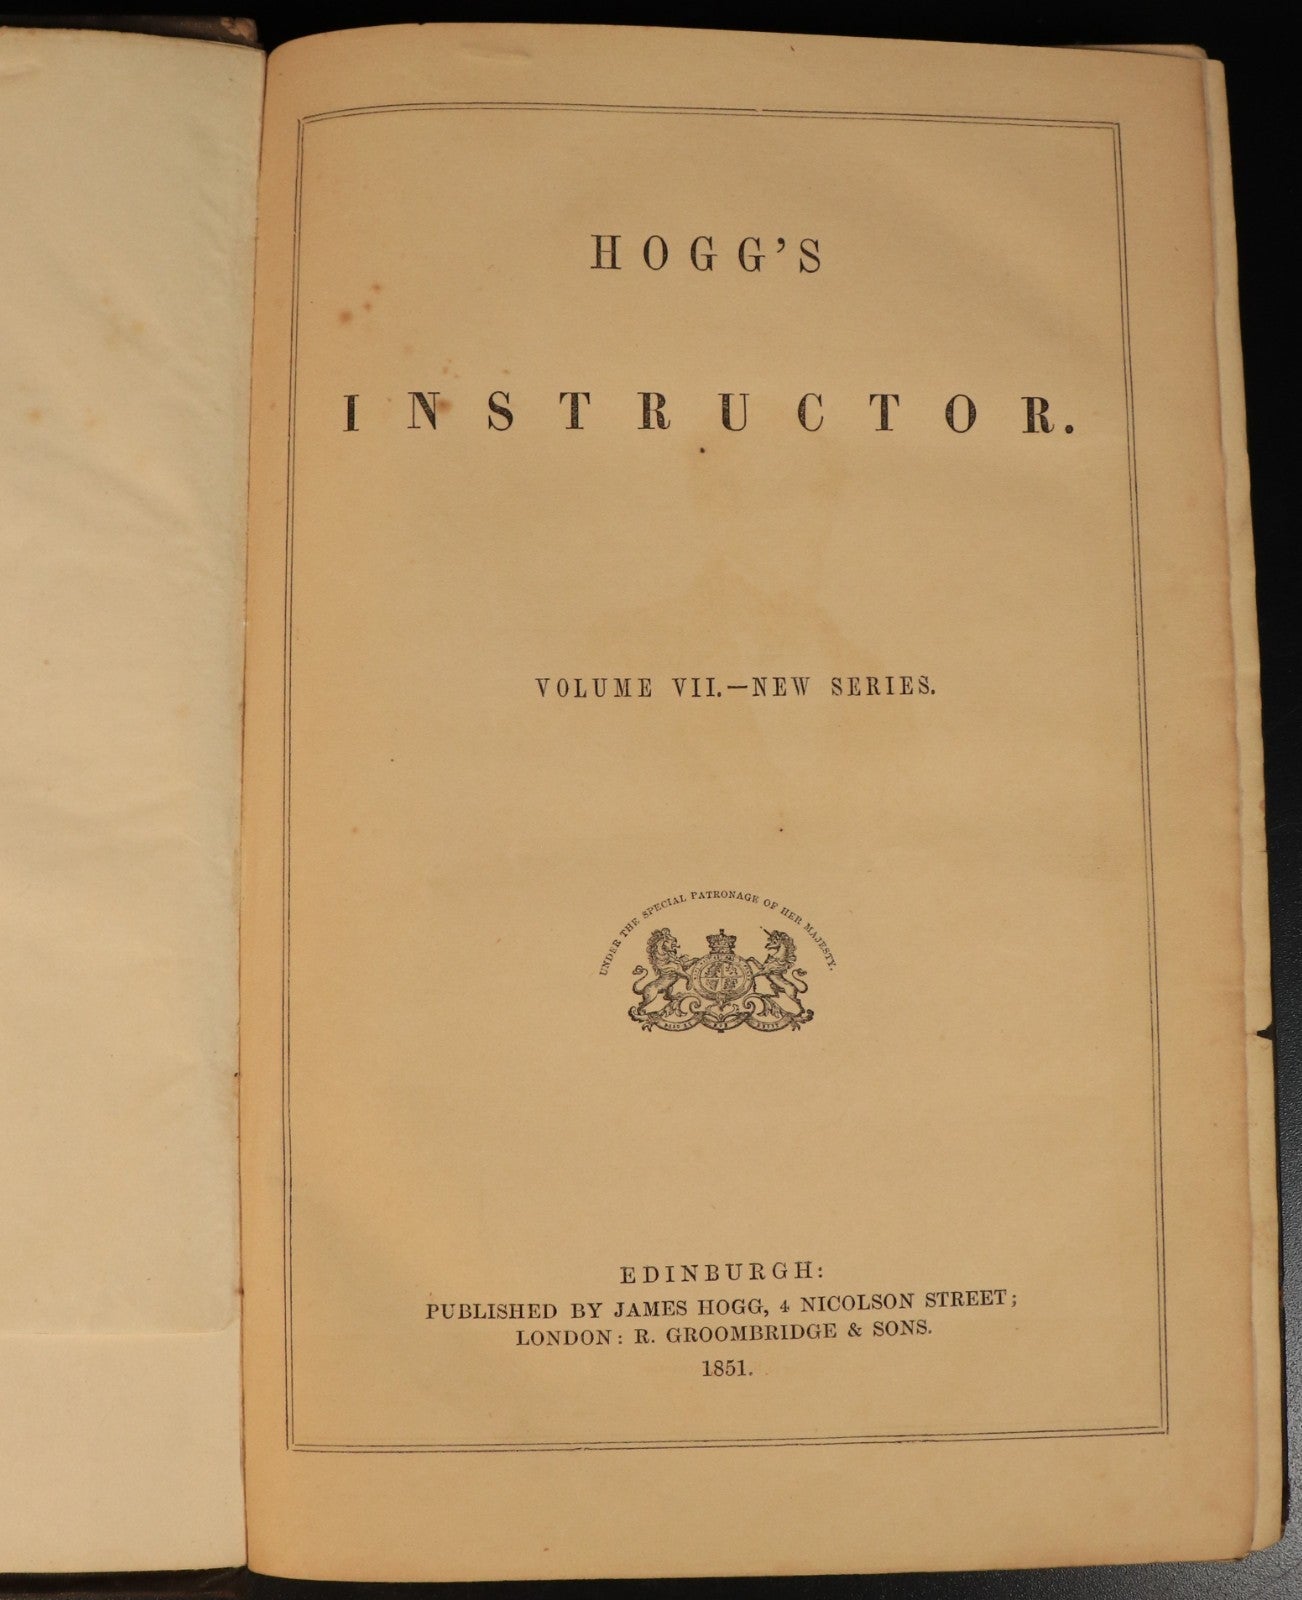 HOGG'S
INSTRUCTOR.
VOLUME VII.—NEW SERIES.
UNDER THE SPECIAL PATRONAGE OF HER MAJESTY.
EDINBURGH:
PUBLISHED BY JAMES HOGG, 4 NICOLSON STREET;
LONDON: R. GROOMBRIDGE & SONS.
1851.